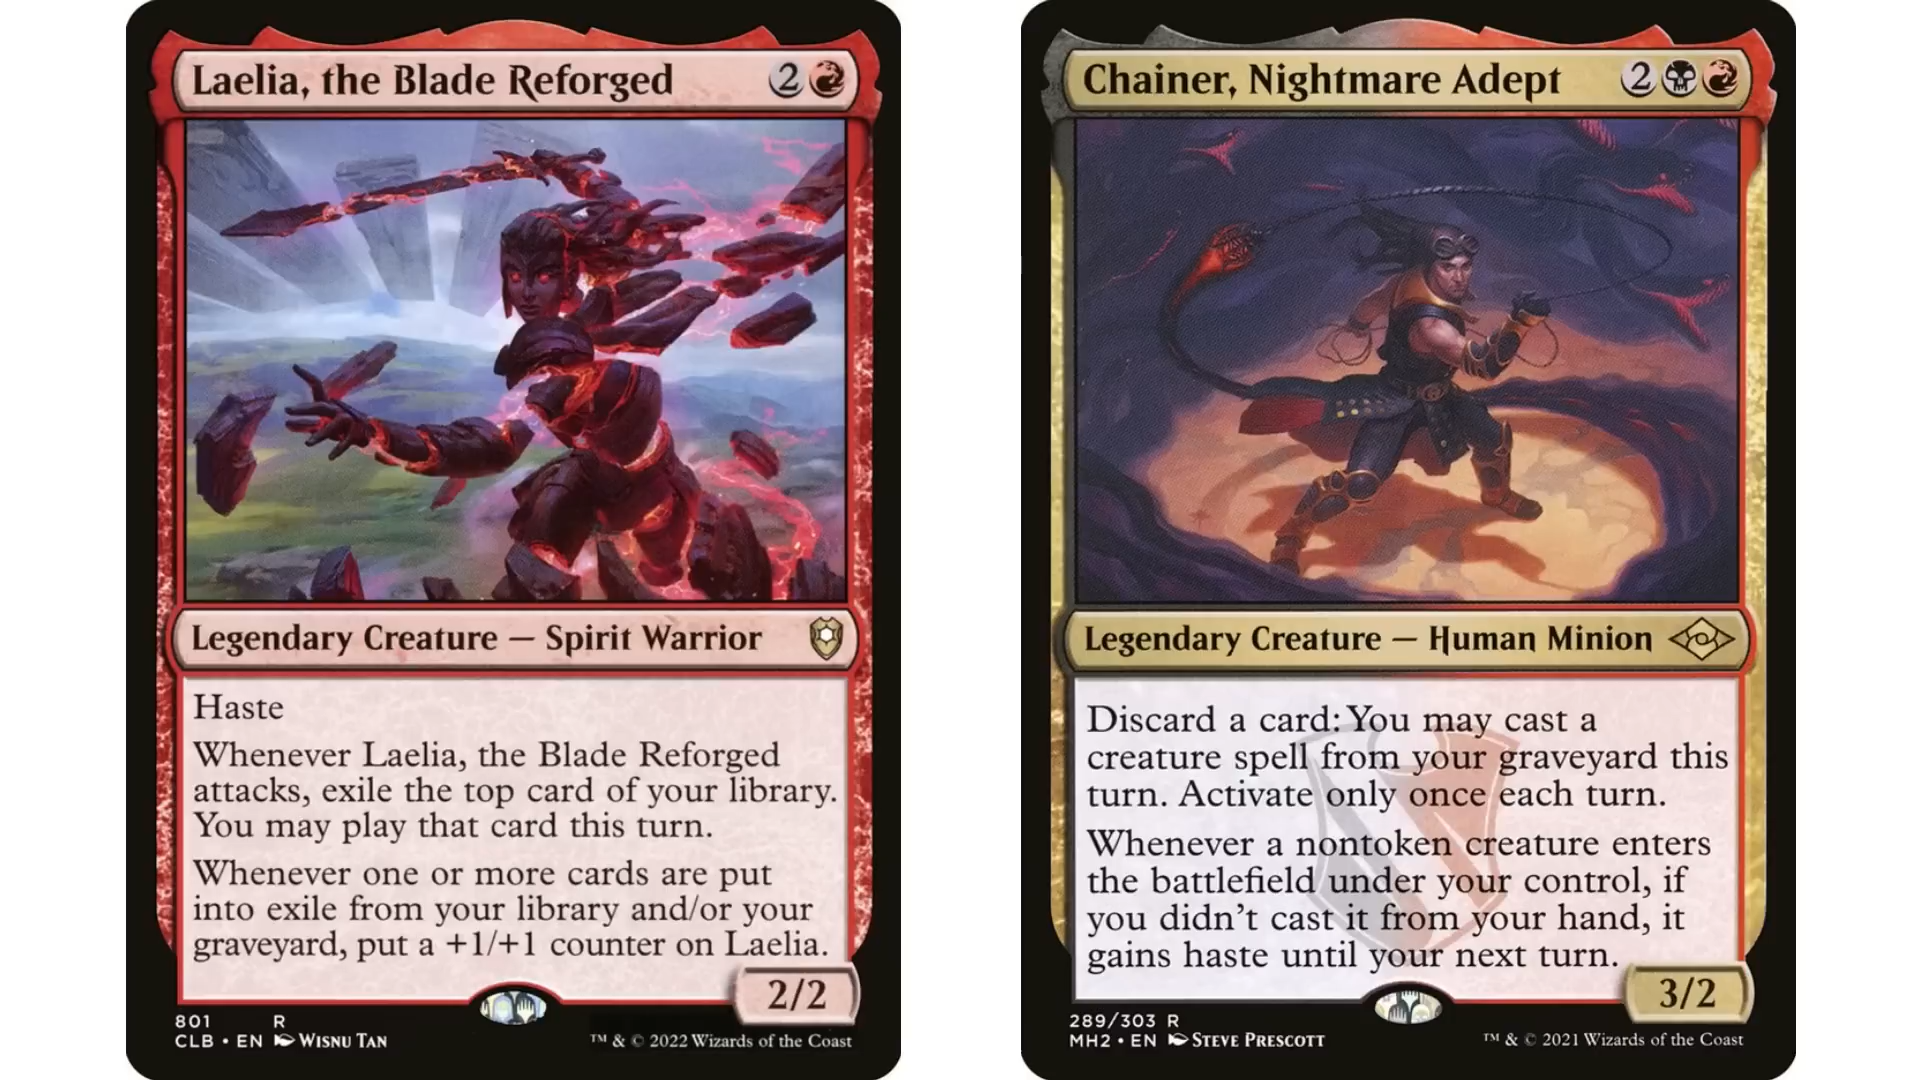 Laelia, the Blade Reforged 2
Legendary Creature — Spirit Warrior
Haste
Whenever Laelia, the Blade Reforged
attacks, exile the top card of your library.
You may play that card this turn.
Whenever one or more cards are put
into exile from your library and/or your
graveyard, put a +1/+1 counter on Laelia.
2/2
801 R
CLB • EN Wisnu Tan
™ & © 2022 Wizards of the Coast
Chainer, Nightmare Adept 2
Legendary Creature — Human Minion
Discard a card: You may cast a
creature spell from your graveyard this
turn. Activate only once each turn.
Whenever a nontoken creature enters
the battlefield under your control, if
you didn't cast it from your hand, it
gains haste until your next turn.
3/2
289/303 R
MH2 • EN Steve Prescott
™ & © 2021 Wizards of the Coast